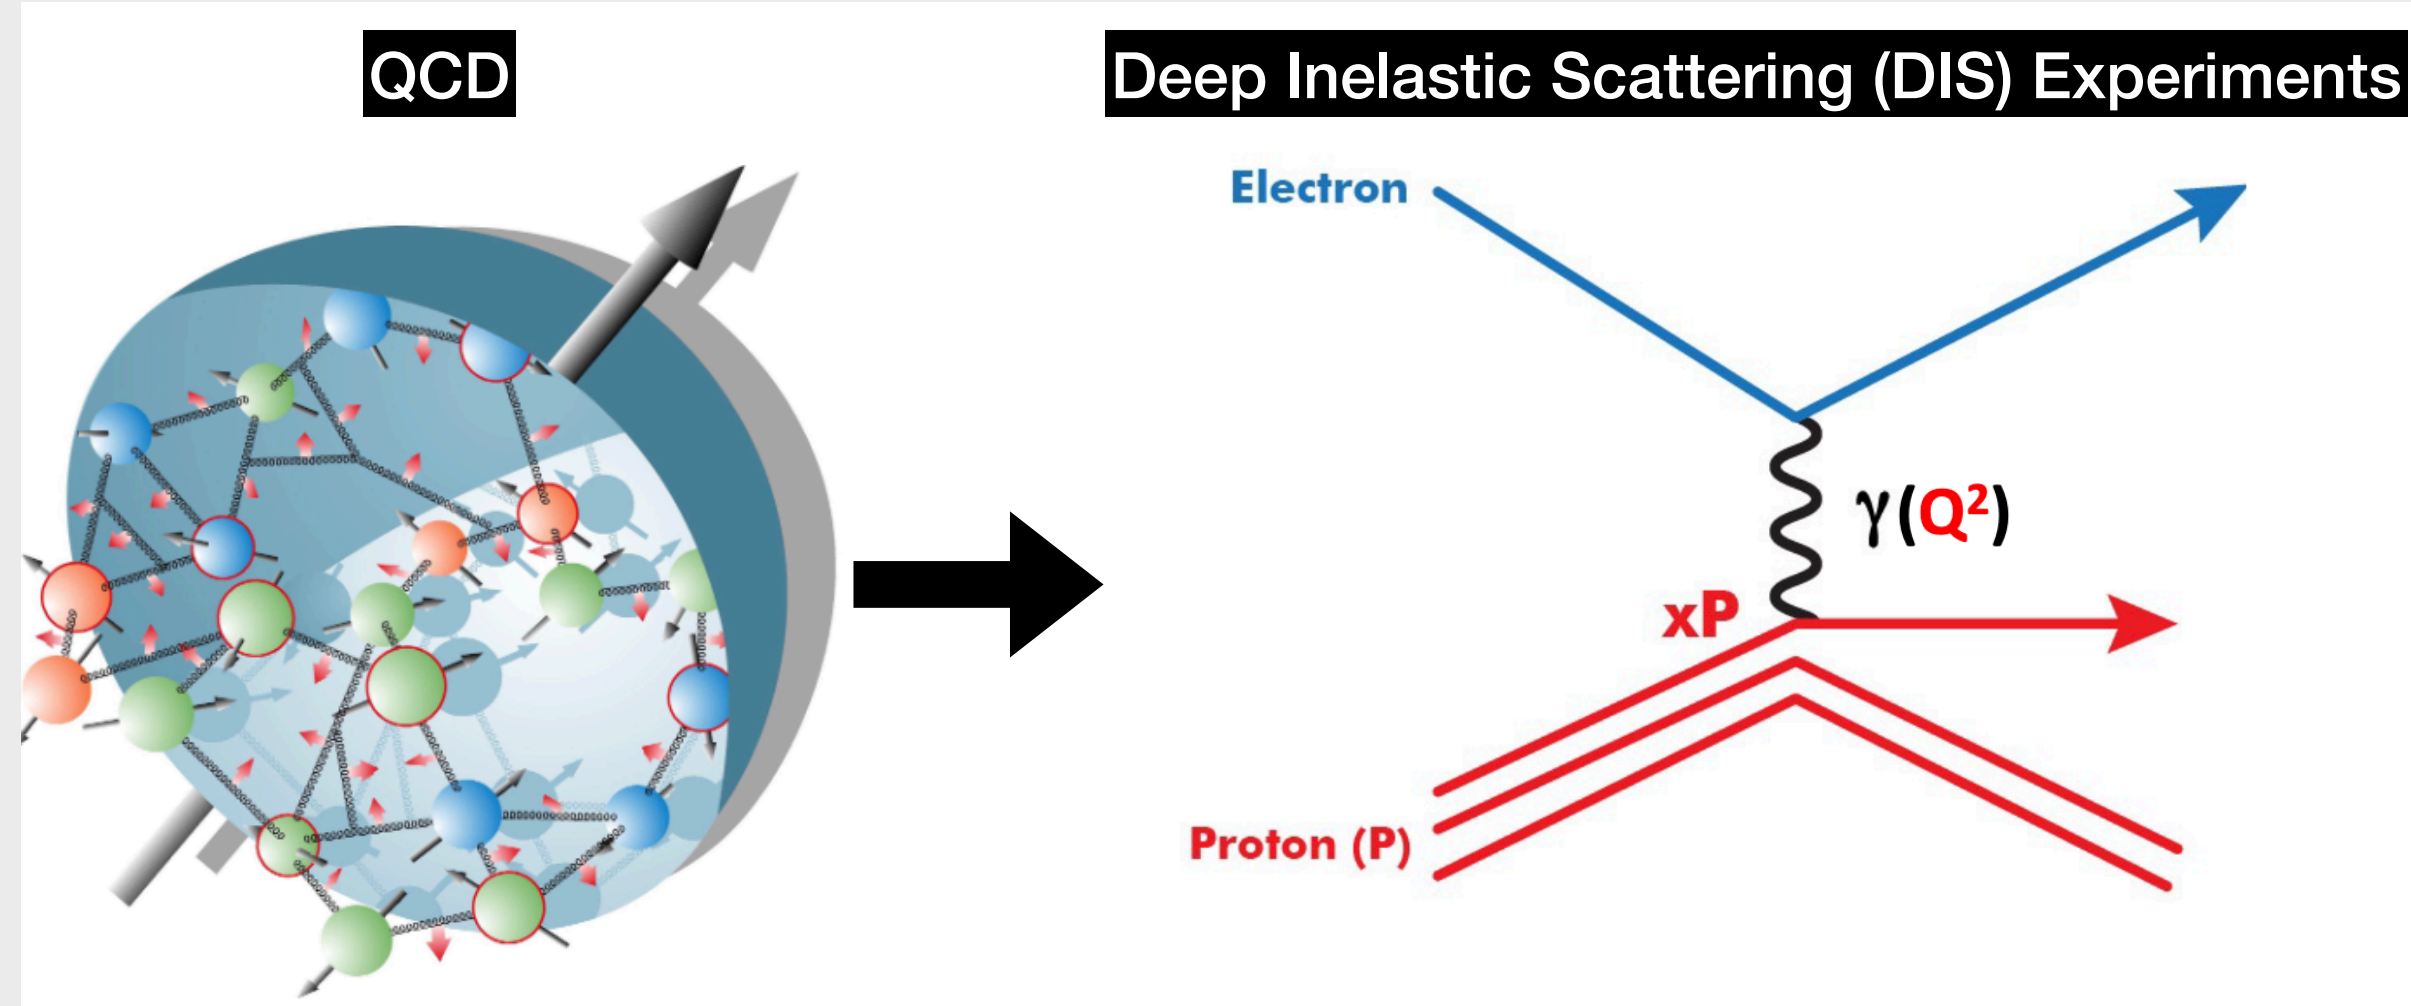 QCD
Deep Inelastic Scattering (DIS) Experiments
Electron
γ(Q²)
xP
Proton (P)